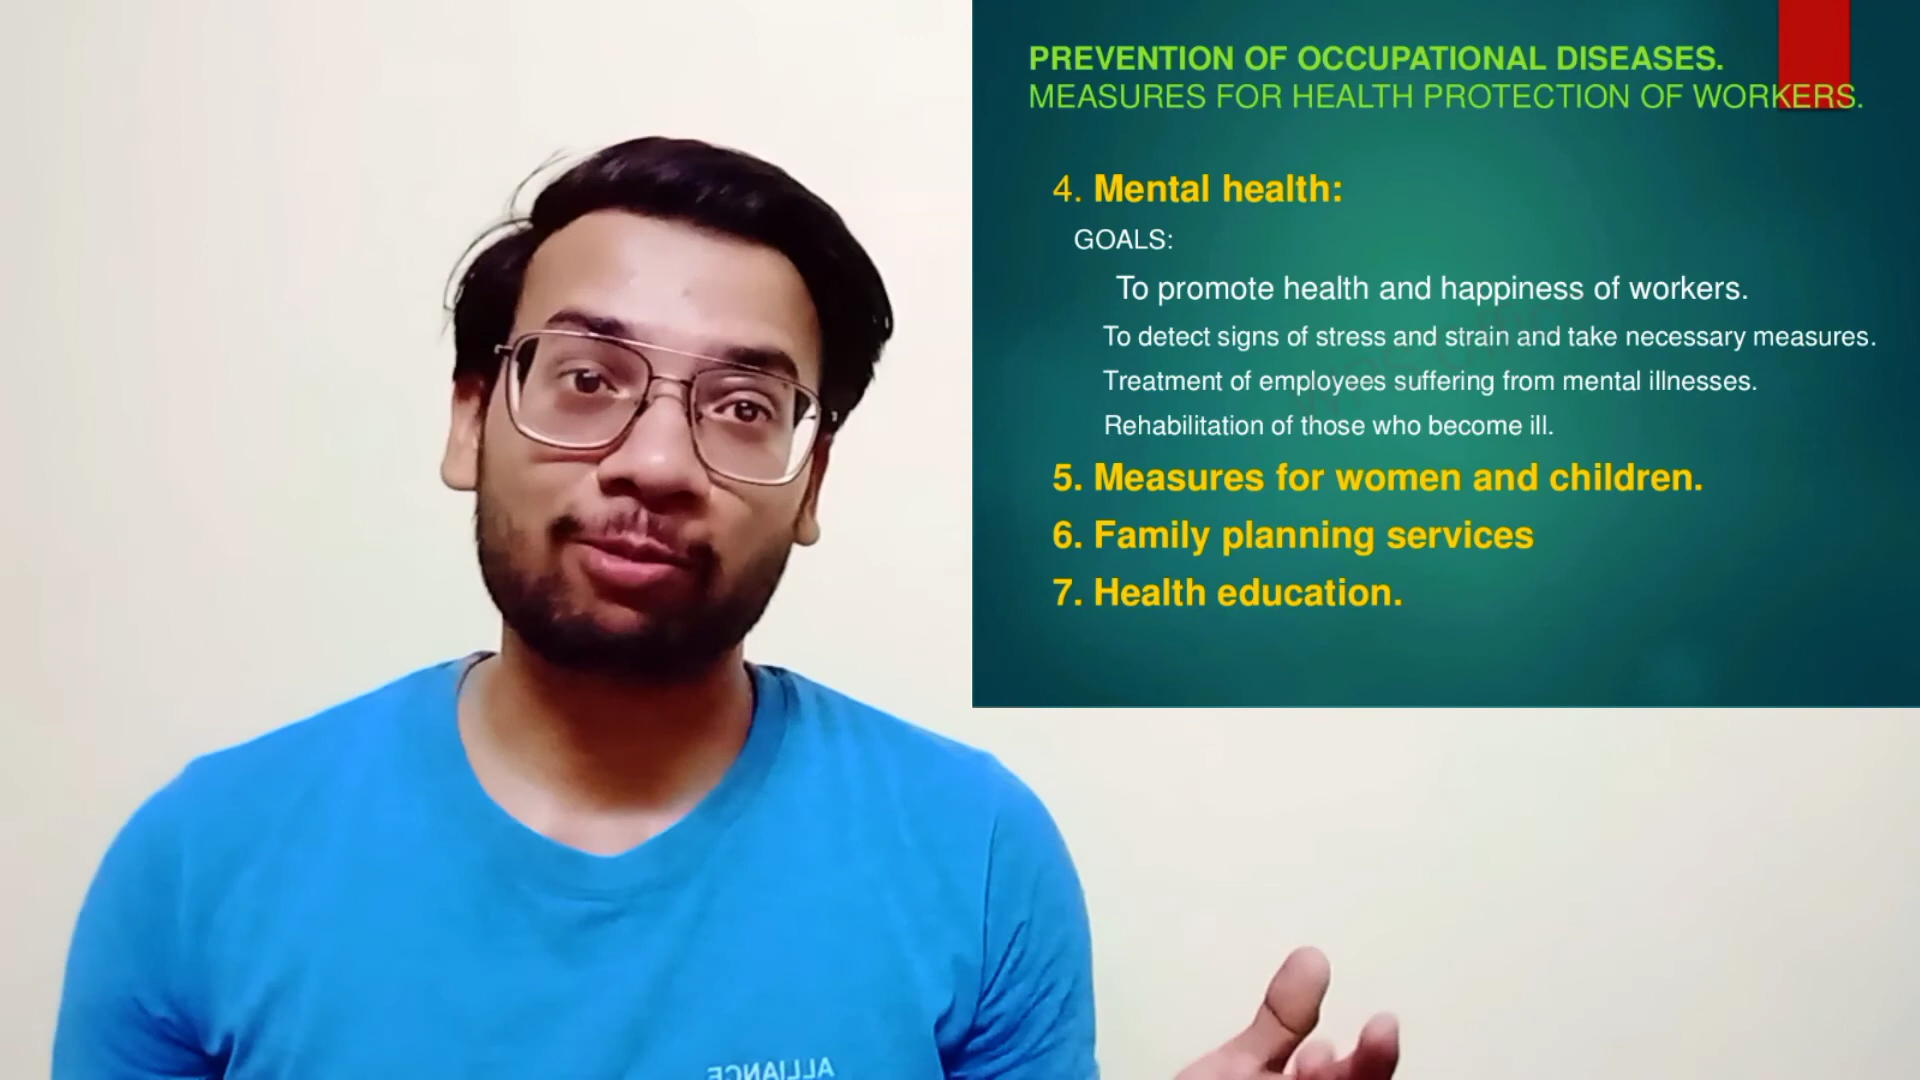 PREVENTION OF OCCUPATIONAL DISEASES.
MEASURES FOR HEALTH PROTECTION OF WORKERS.
4. Mental health:
GOALS:
To promote health and happiness of workers.
To detect signs of stress and strain and take necessary measures.
Treatment of employees suffering from mental illnesses.
Rehabilitation of those who become ill.
5. Measures for women and children.
6. Family planning services
7. Health education.
ALLIANCE